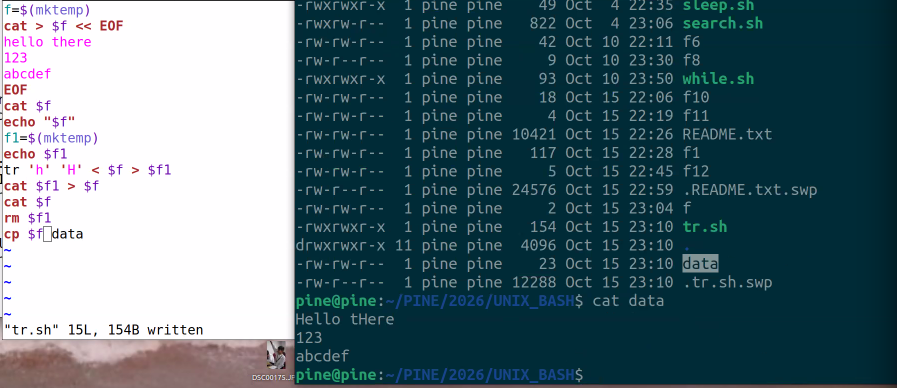 f=$(mktemp)
cat > $f << EOF
hello there
123
abcdef
EOF
cat $f
echo "$f"
f1=$(mktemp)
echo $f1
tr 'h' 'H' < $f > $f1
cat $f1 > $f
cat $f
rm $f1
cp $f data
~
~
~
~
~
"tr.sh" 15L, 154B written
DSC00175.JP
-rwxrwxr-x 1 pine pine 49 Oct 4 22:35 sleep.sh
-rwxrwxr-x 1 pine pine 822 Oct 4 23:06 search.sh
-rw-rw-r-- 1 pine pine 42 Oct 10 22:11 f6
-rw-rw-r-- 1 pine pine 9 Oct 10 23:30 f8
-rwxrwxr-x 1 pine pine 93 Oct 10 23:50 while.sh
-rw-rw-r-- 1 pine pine 18 Oct 15 22:06 f10
-rw-rw-r-- 1 pine pine 4 Oct 15 22:19 f11
-rw-rw-r-- 1 pine pine 10421 Oct 15 22:26 README.txt
-rw-rw-r-- 1 pine pine 117 Oct 15 22:28 f1
-rw-rw-r-- 1 pine pine 5 Oct 15 22:45 f12
-rw-r--r-- 1 pine pine 24576 Oct 15 22:59 .README.txt.swp
-rw-rw-r-- 1 pine pine 2 Oct 15 23:04 f
-rwxrwxr-x 1 pine pine 154 Oct 15 23:10 tr.sh
drwxrwxr-x 11 pine pine 4096 Oct 15 23:10 .
-rw-rw-r-- 1 pine pine 23 Oct 15 23:10 data
-rw-r--r-- 1 pine pine 12288 Oct 15 23:10 .tr.sh.swp
pine@pine:~/PINE/2026/UNIX_BASH$ cat data
Hello tHere
123
abcdef
pine@pine:~/PINE/2026/UNIX_BASH$